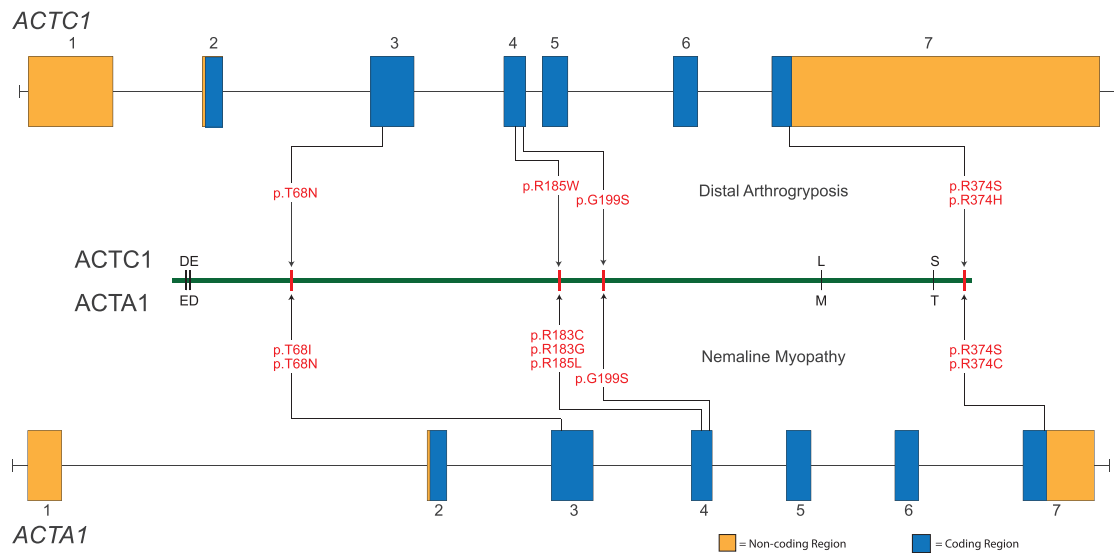 ACTC1
1
2
3
4
5
6
7
p.T68N
p.R185W
p.G199S
Distal Arthrogryposis
p.R374S
p.R374H
ACTC1
DE
L
S
ACTA1
ED
M
T
p.T68I
p.T68N
p.R183C
p.R183G
p.R185L
p.G199S
Nemaline Myopathy
p.R374S
p.R374C
1
2
3
4
5
6
7
ACTA1
= Non-coding Region
= Coding Region